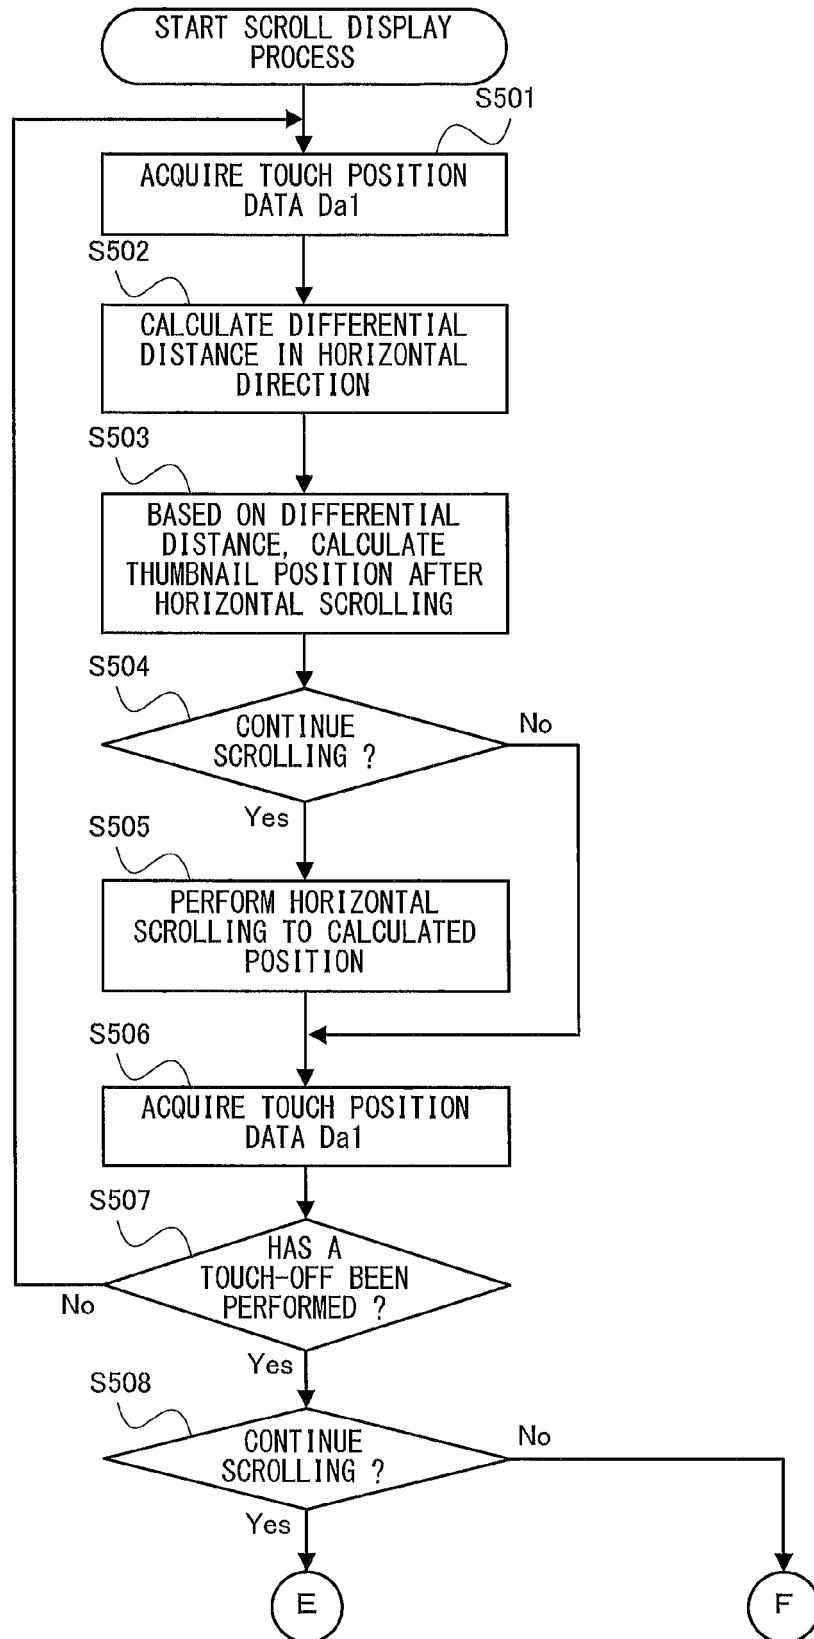 START SCROLL DISPLAY
PROCESS
S501
ACQUIRE TOUCH POSITION
DATA Da1
S502
CALCULATE DIFFERENTIAL
DISTANCE IN HORIZONTAL
DIRECTION
S503
BASED ON DIFFERENTIAL
DISTANCE, CALCULATE
THUMBNAIL POSITION AFTER
HORIZONTAL SCROLLING
S504
CONTINUE
SCROLLING ?
No
Yes
S505
PERFORM HORIZONTAL
SCROLLING TO CALCULATED
POSITION
S506
ACQUIRE TOUCH POSITION
DATA Da1
S507
HAS A
TOUCH-OFF BEEN
PERFORMED ?
No
Yes
S508
CONTINUE
SCROLLING ?
No
Yes
E
F